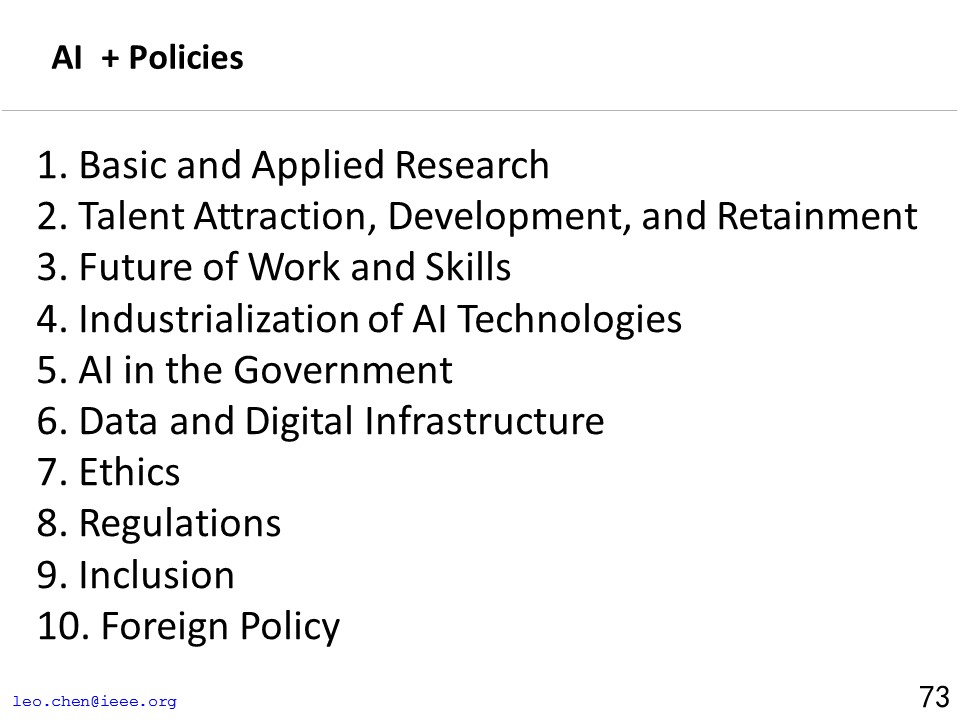 AI + Policies
1. Basic and Applied Research
2. Talent Attraction, Development, and Retainment
3. Future of Work and Skills
4. Industrialization of AI Technologies
5. AI in the Government
6. Data and Digital Infrastructure
7. Ethics
8. Regulations
9. Inclusion
10. Foreign Policy
leo.chen@ieee.org
73